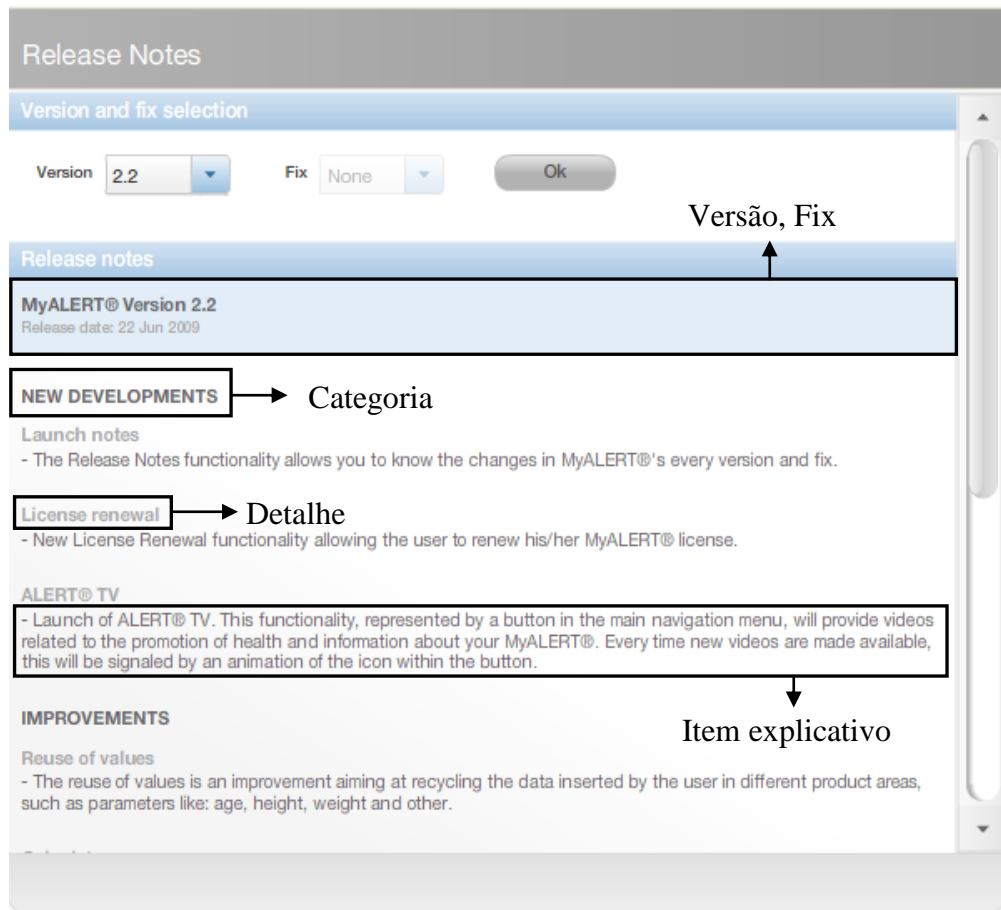 Release Notes
Version and fix selection
Version 2.2 Fix None Ok
Versão, Fix
Release notes
MyALERT® Version 2.2
Release date: 22 Jun 2009
NEW DEVELOPMENTS Categoria
Launch notes
- The Release Notes functionality allows you to know the changes in MyALERT®'s every version and fix.
License renewal Detalhe
- New License Renewal functionality allowing the user to renew his/her MyALERT® license.
ALERT® TV
- Launch of ALERT® TV. This functionality, represented by a button in the main navigation menu, will provide videos
related to the promotion of health and information about your MyALERT®. Every time new videos are made available,
this will be signaled by an animation of the icon within the button.
IMPROVEMENTS
Item explicativo
Reuse of values
- The reuse of values is an improvement aiming at recycling the data inserted by the user in different product areas,
such as parameters like: age, height, weight and other.